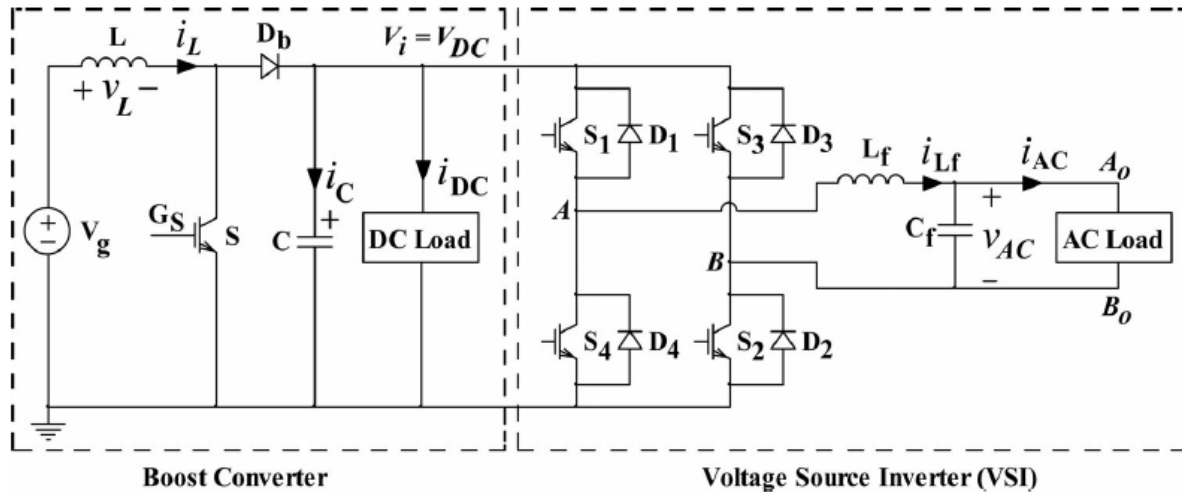 L
i_L
D_b
V_i = V_DC
+ v_L −
S_1
D_1
S_3
D_3
L_f
i_Lf
i_AC
A_o
i_C
i_DC
+
A
V_g
G_S
S
C
DC Load
C_f
+
v_AC
−
AC Load
B
B_o
S_4
D_4
S_2
D_2
Boost Converter
Voltage Source Inverter (VSI)